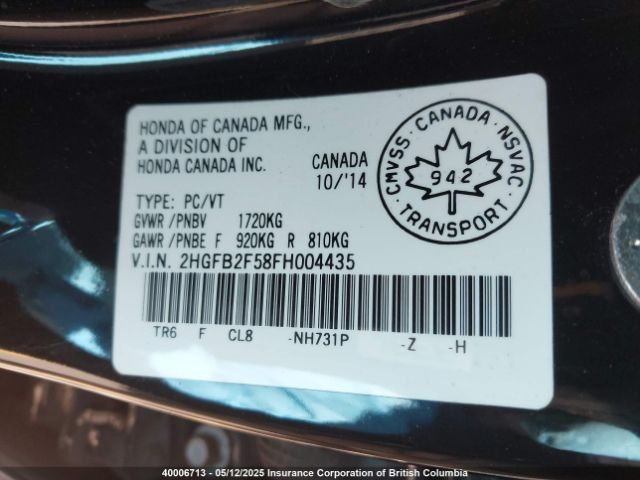 HONDA OF CANADA MFG.,
A DIVISION OF
HONDA CANADA INC.
CANADA
10/'14
CMVSS · CANADA · NSVAC
942
TRANSPORT
TYPE: PC/VT
GVWR /PNBV 1720KG
GAWR /PNBE F 920KG R 810KG
V.I.N. 2HGFB2F58FH004435
TR6 F CL8 -NH731P -Z -H
40006713 - 05/12/2025 Insurance Corporation of British Columbia